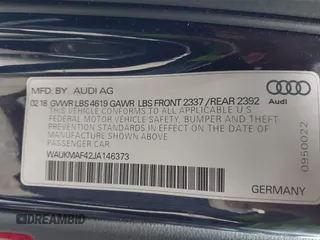 MFD. BY AUDI AG
Audi
02.18 GVWR LBS 4619 GAWR LBS FRONT 2337 /REAR 2392
THIS VEHICLE CONFORMS TO ALL APPLICABLE U.S.
FEDERAL MOTOR VEHICLE SAFETY, BUMPER AND THEFT
PREVENTION STANDARDS IN EFFECT ON THE DATE OF
MANUFACTURE SHOWN ABOVE.
PASSENGER CAR
WAUKMAF42JA146373
GERMANY
0950022
DREAMBID